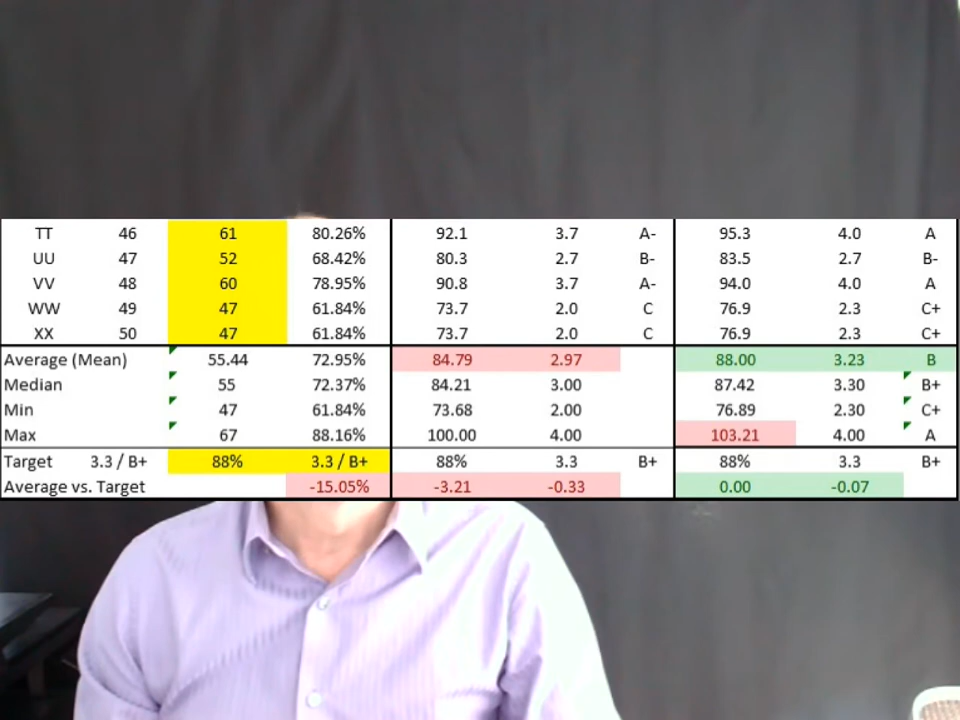 TT 46 61 80.26% 92.1 3.7 A- 95.3 4.0 A
UU 47 52 68.42% 80.3 2.7 B- 83.5 2.7 B-
VV 48 60 78.95% 90.8 3.7 A- 94.0 4.0 A
WW 49 47 61.84% 73.7 2.0 C 76.9 2.3 C+
XX 50 47 61.84% 73.7 2.0 C 76.9 2.3 C+
Average (Mean) 55.44 72.95% 84.79 2.97 88.00 3.23 B
Median 55 72.37% 84.21 3.00 87.42 3.30 B+
Min 47 61.84% 73.68 2.00 76.89 2.30 C+
Max 67 88.16% 100.00 4.00 103.21 4.00 A
Target 3.3 / B+ 88% 3.3 / B+ 88% 3.3 B+ 88% 3.3 B+
Average vs. Target -15.05% -3.21 -0.33 0.00 -0.07